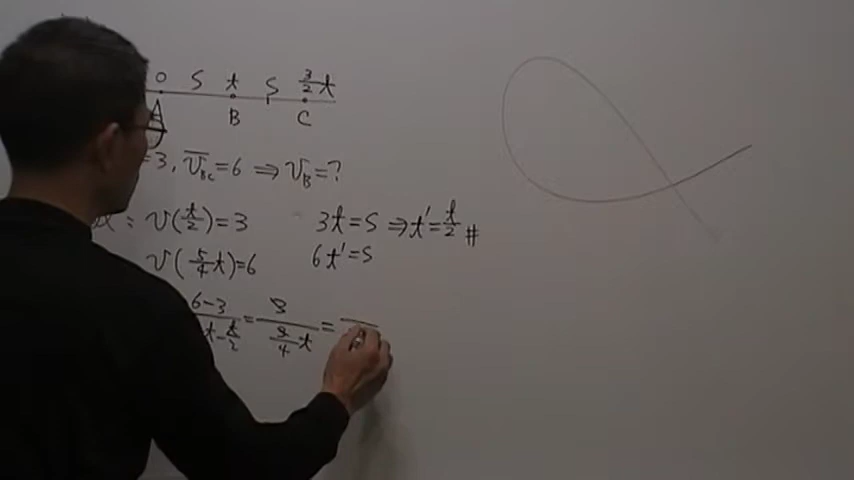 0 S t S 3/2 t
A B C
=3, v̅_BC=6 ⇒ v_B=?
: v(t/2)=3 3t=S ⇒ t'=t/2 #
v(5/4 t)=6 6t'=S
6-3 / t-t/2 = 3 / 3/4 t =